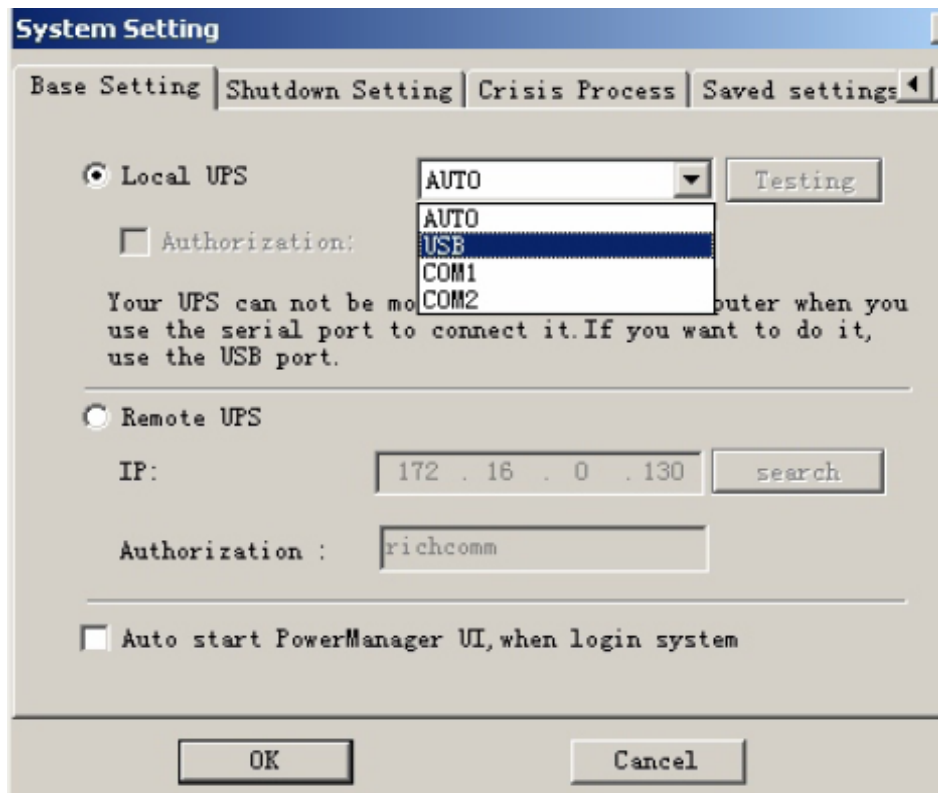 System Setting
Base Setting Shutdown Setting Crisis Process Saved settings
Local UPS AUTO Testing
AUTO
Authorization: USB
COM1
Your UPS can not be mo COM2 puter when you
use the serial port to connect it.If you want to do it,
use the USB port.
Remote UPS
IP: 172 . 16 . 0 . 130 search
Authorization : richcomm
Auto start PowerManager UI,when login system
OK Cancel